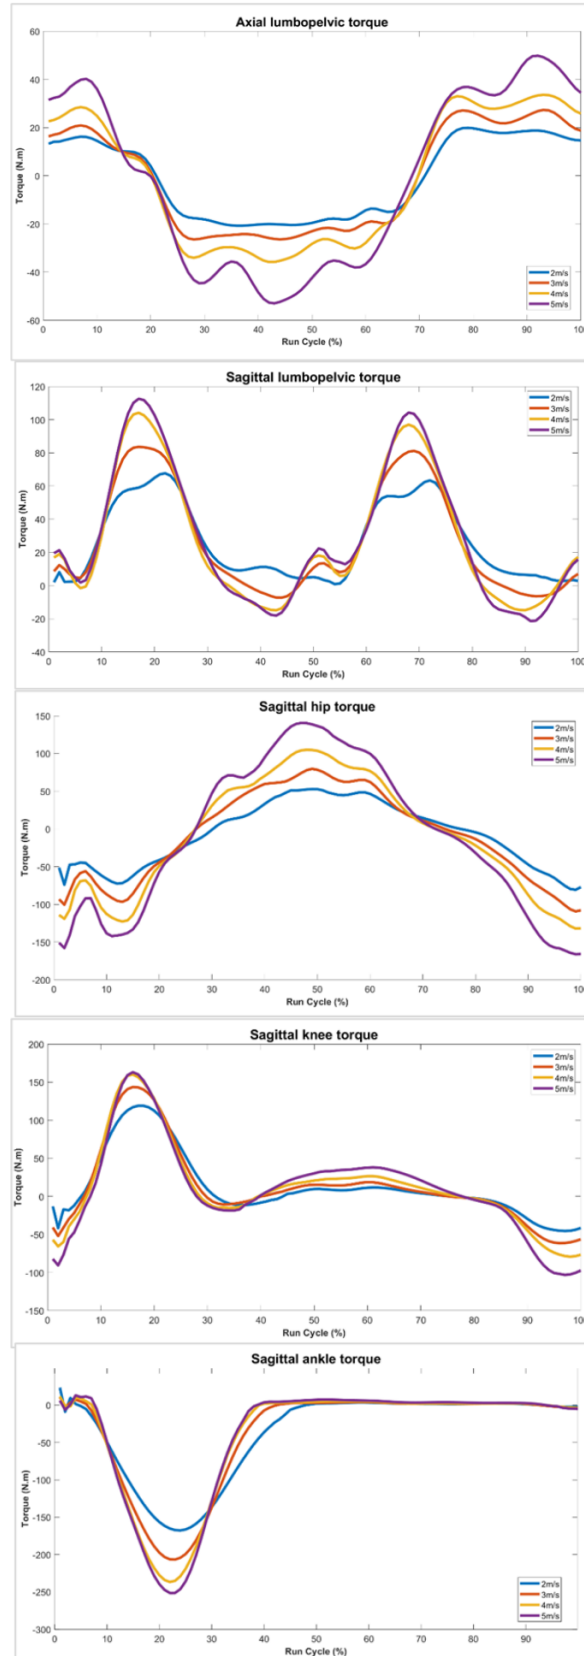 Axial lumbopelvic torque
60
40
20
0
-20
-40
-60
Torque (N.m)
0 10 20 30 40 50 60 70 80 90 100
Run Cycle (%)
2m/s
3m/s
4m/s
5m/s
Sagittal lumbopelvic torque
120
100
80
60
40
20
0
-20
-40
Torque (N.m)
0 10 20 30 40 50 60 70 80 90 100
Run Cycle (%)
2m/s
3m/s
4m/s
5m/s
Sagittal hip torque
150
100
50
0
-50
-100
-150
-200
Torque (N.m)
0 10 20 30 40 50 60 70 80 90 100
Run Cycle (%)
2m/s
3m/s
4m/s
5m/s
Sagittal knee torque
200
150
100
50
0
-50
-100
-150
Torque (N.m)
0 10 20 30 40 50 60 70 80 90 100
Run Cycle (%)
2m/s
3m/s
4m/s
5m/s
Sagittal ankle torque
0
-50
-100
-150
-200
-250
-300
Torque (N.m)
0 10 20 30 40 50 60 70 80 90
Run Cycle (%)
2m/s
3m/s
4m/s
5m/s